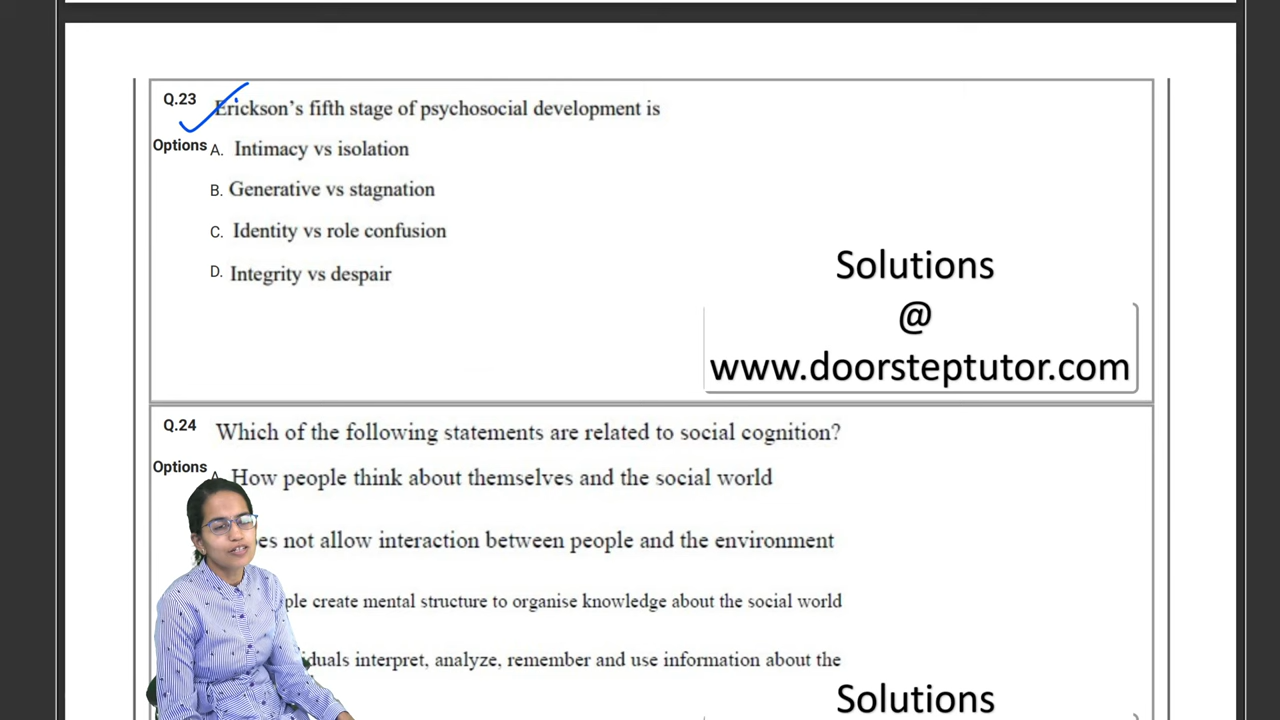 Q.23 Erickson's fifth stage of psychosocial development is
Options A. Intimacy vs isolation
B. Generative vs stagnation
C. Identity vs role confusion
D. Integrity vs despair
Solutions
@
www.doorsteptutor.com
Q.24 Which of the following statements are related to social cognition?
Options A. How people think about themselves and the social world
es not allow interaction between people and the environment
ple create mental structure to organise knowledge about the social world
iduals interpret, analyze, remember and use information about the
Solutions